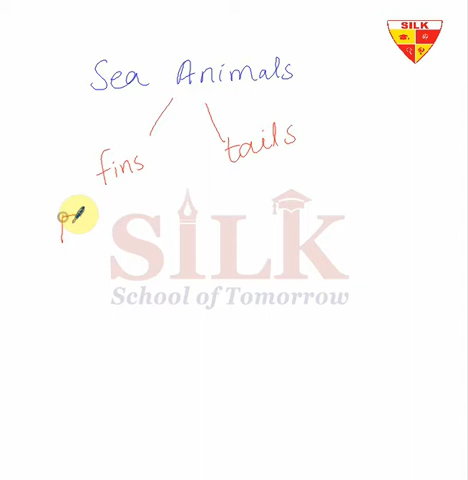 SILK
Sea Animals
fins tails
SiLK
School of Tomorrow